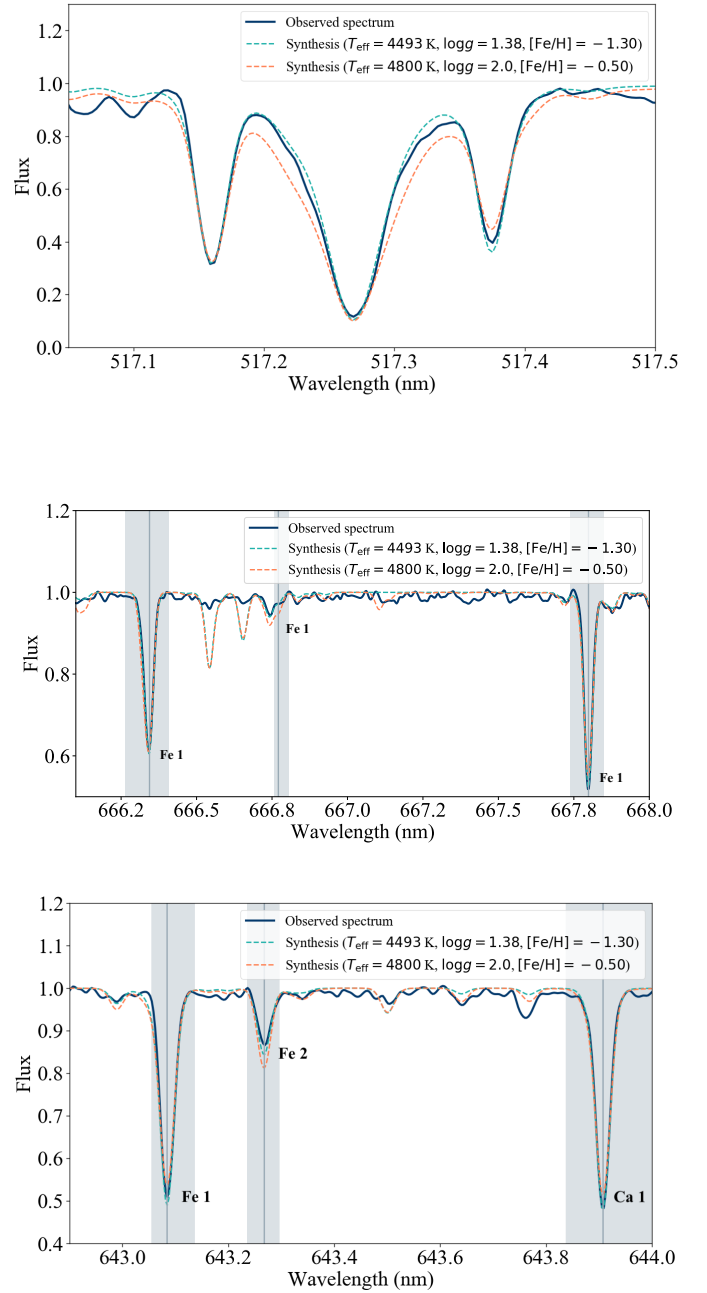 Observed spectrum
Synthesis (Teff = 4493 K, logg = 1.38, [Fe/H] = −1.30)
Synthesis (Teff = 4800 K, logg = 2.0, [Fe/H] = −0.50)
Flux
1.2
1.0
0.8
0.6
0.4
0.2
0.0
517.1 517.2 517.3 517.4 517.5
Wavelength (nm)
Observed spectrum
Synthesis (Teff = 4493 K, logg = 1.38, [Fe/H] = −1.30)
Synthesis (Teff = 4800 K, logg = 2.0, [Fe/H] = −0.50)
Flux
1.2
1.0
0.8
0.6
Fe 1
Fe 1
Fe 1
666.2 666.5 666.8 667.0 667.2 667.5 667.8 668.0
Wavelength (nm)
Observed spectrum
Synthesis (Teff = 4493 K, logg = 1.38, [Fe/H] = −1.30)
Synthesis (Teff = 4800 K, logg = 2.0, [Fe/H] = −0.50)
Flux
1.2
1.1
1.0
0.9
0.8
0.7
0.6
0.5
0.4
Fe 2
Fe 1
Ca 1
643.0 643.2 643.4 643.6 643.8 644.0
Wavelength (nm)